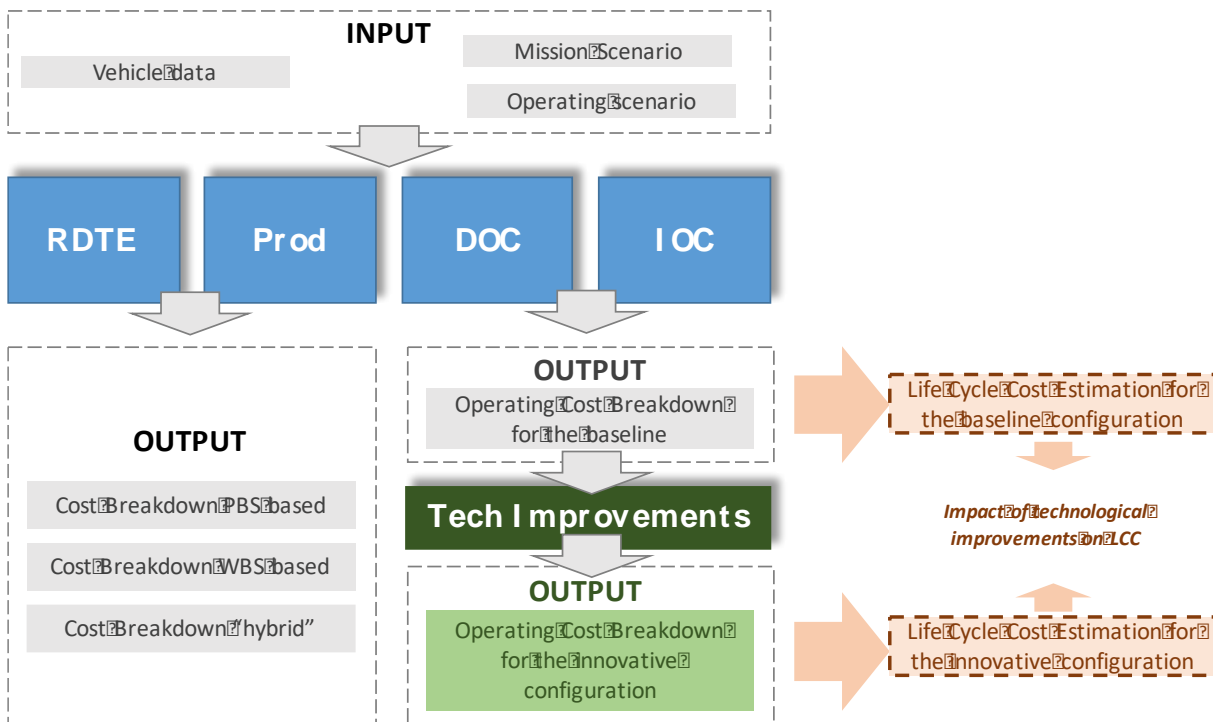 INPUT
Vehicle data
Mission Scenario
Operating scenario
RDTE
Prod
DOC
IOC
OUTPUT
Cost Breakdown PBS based
Cost Breakdown WBS based
Cost Breakdown “hybrid”
OUTPUT
Operating Cost Breakdown
for the baseline
Tech Improvements
OUTPUT
Operating Cost Breakdown
for the innovative
configuration
Life Cycle Cost Estimation for
the baseline configuration
Impact of technological
improvements on LCC
Life Cycle Cost Estimation for
the innovative configuration